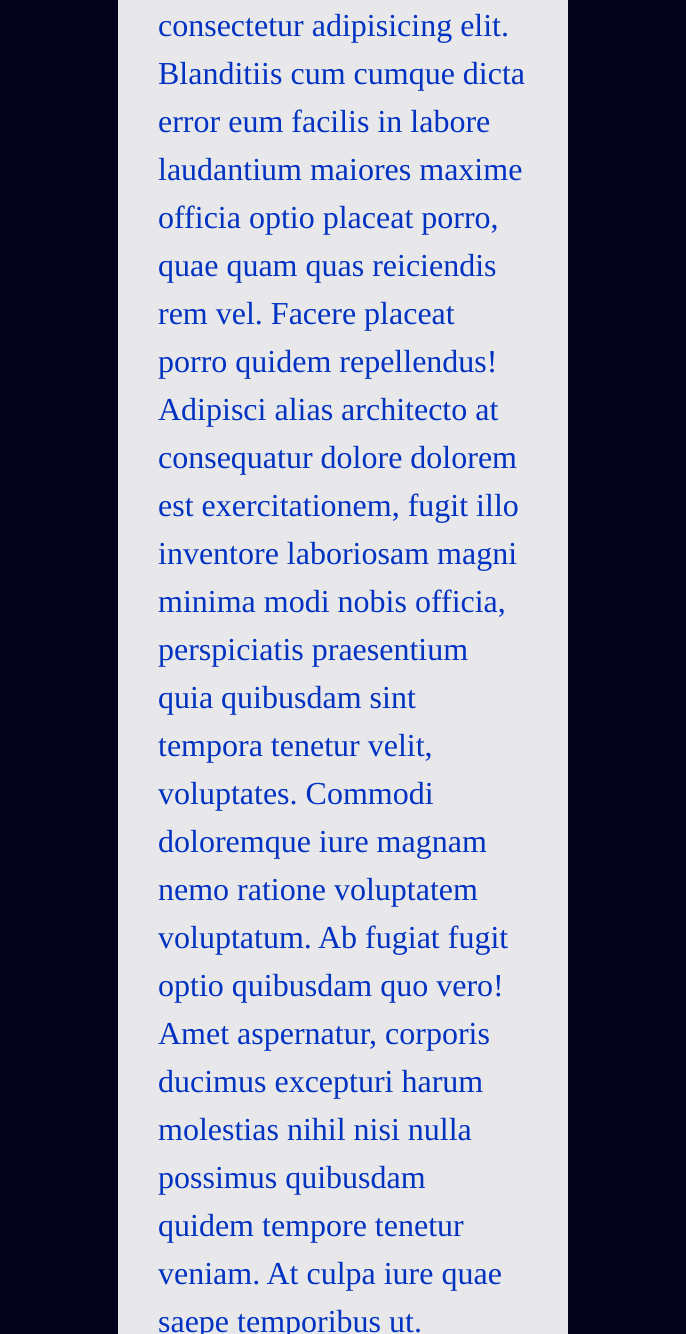 consectetur adipisicing elit.
Blanditiis cum cumque dicta
error eum facilis in labore
laudantium maiores maxime
officia optio placeat porro,
quae quam quas reiciendis
rem vel. Facere placeat
porro quidem repellendus!
Adipisci alias architecto at
consequatur dolore dolorem
est exercitationem, fugit illo
inventore laboriosam magni
minima modi nobis officia,
perspiciatis praesentium
quia quibusdam sint
tempora tenetur velit,
voluptates. Commodi
doloremque iure magnam
nemo ratione voluptatem
voluptatum. Ab fugiat fugit
optio quibusdam quo vero!
Amet aspernatur, corporis
ducimus excepturi harum
molestias nihil nisi nulla
possimus quibusdam
quidem tempore tenetur
veniam. At culpa iure quae
saepe temporibus ut.